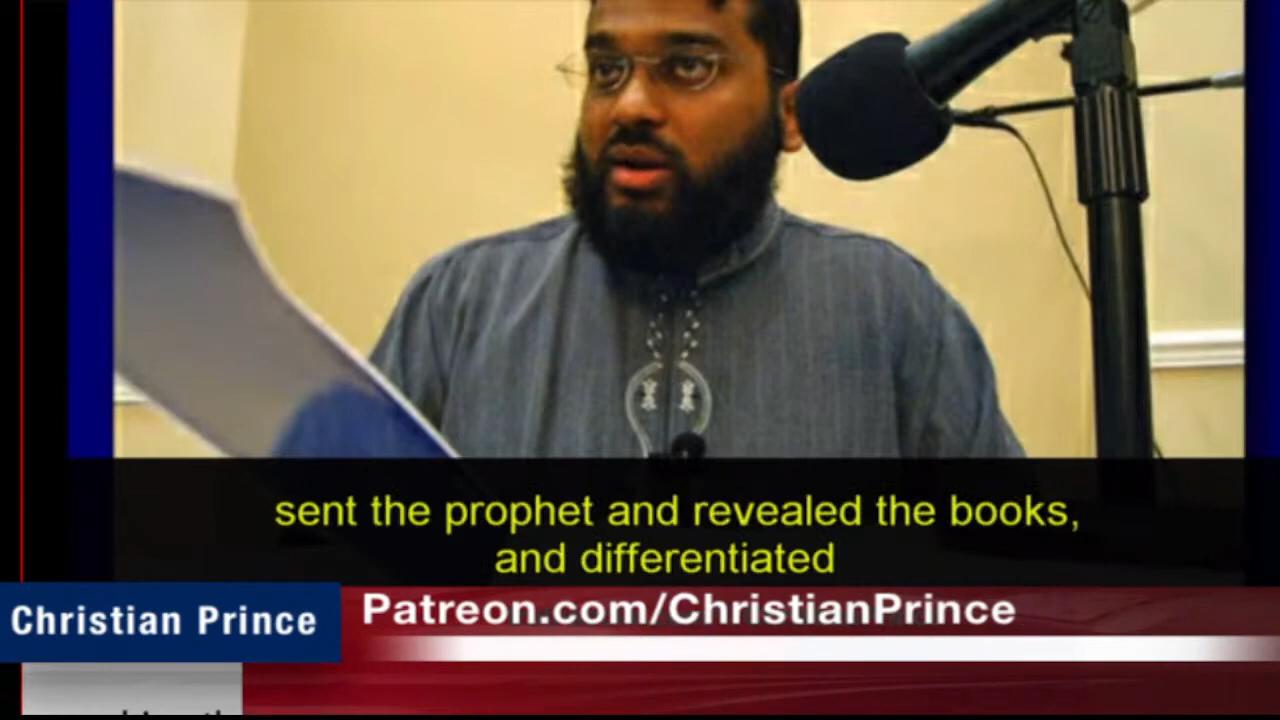 sent the prophet and revealed the books,
and differentiated
Christian Prince
Patreon.com/ChristianPrince